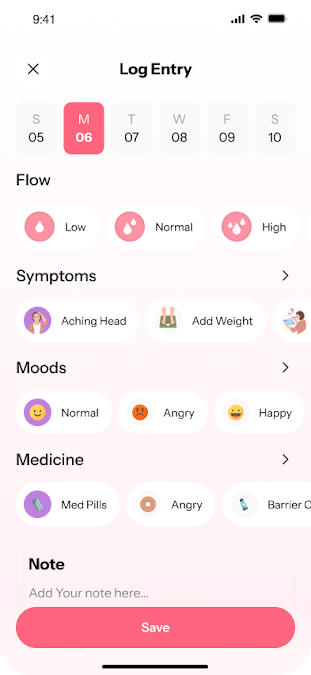 9:41
Log Entry
S M T W F S
05 06 07 08 09 10
Flow
Low Normal High
Symptoms
Aching Head Add Weight
Moods
Normal Angry Happy
Medicine
Med Pills Angry Barrier C
Note
Add Your note here...
Save